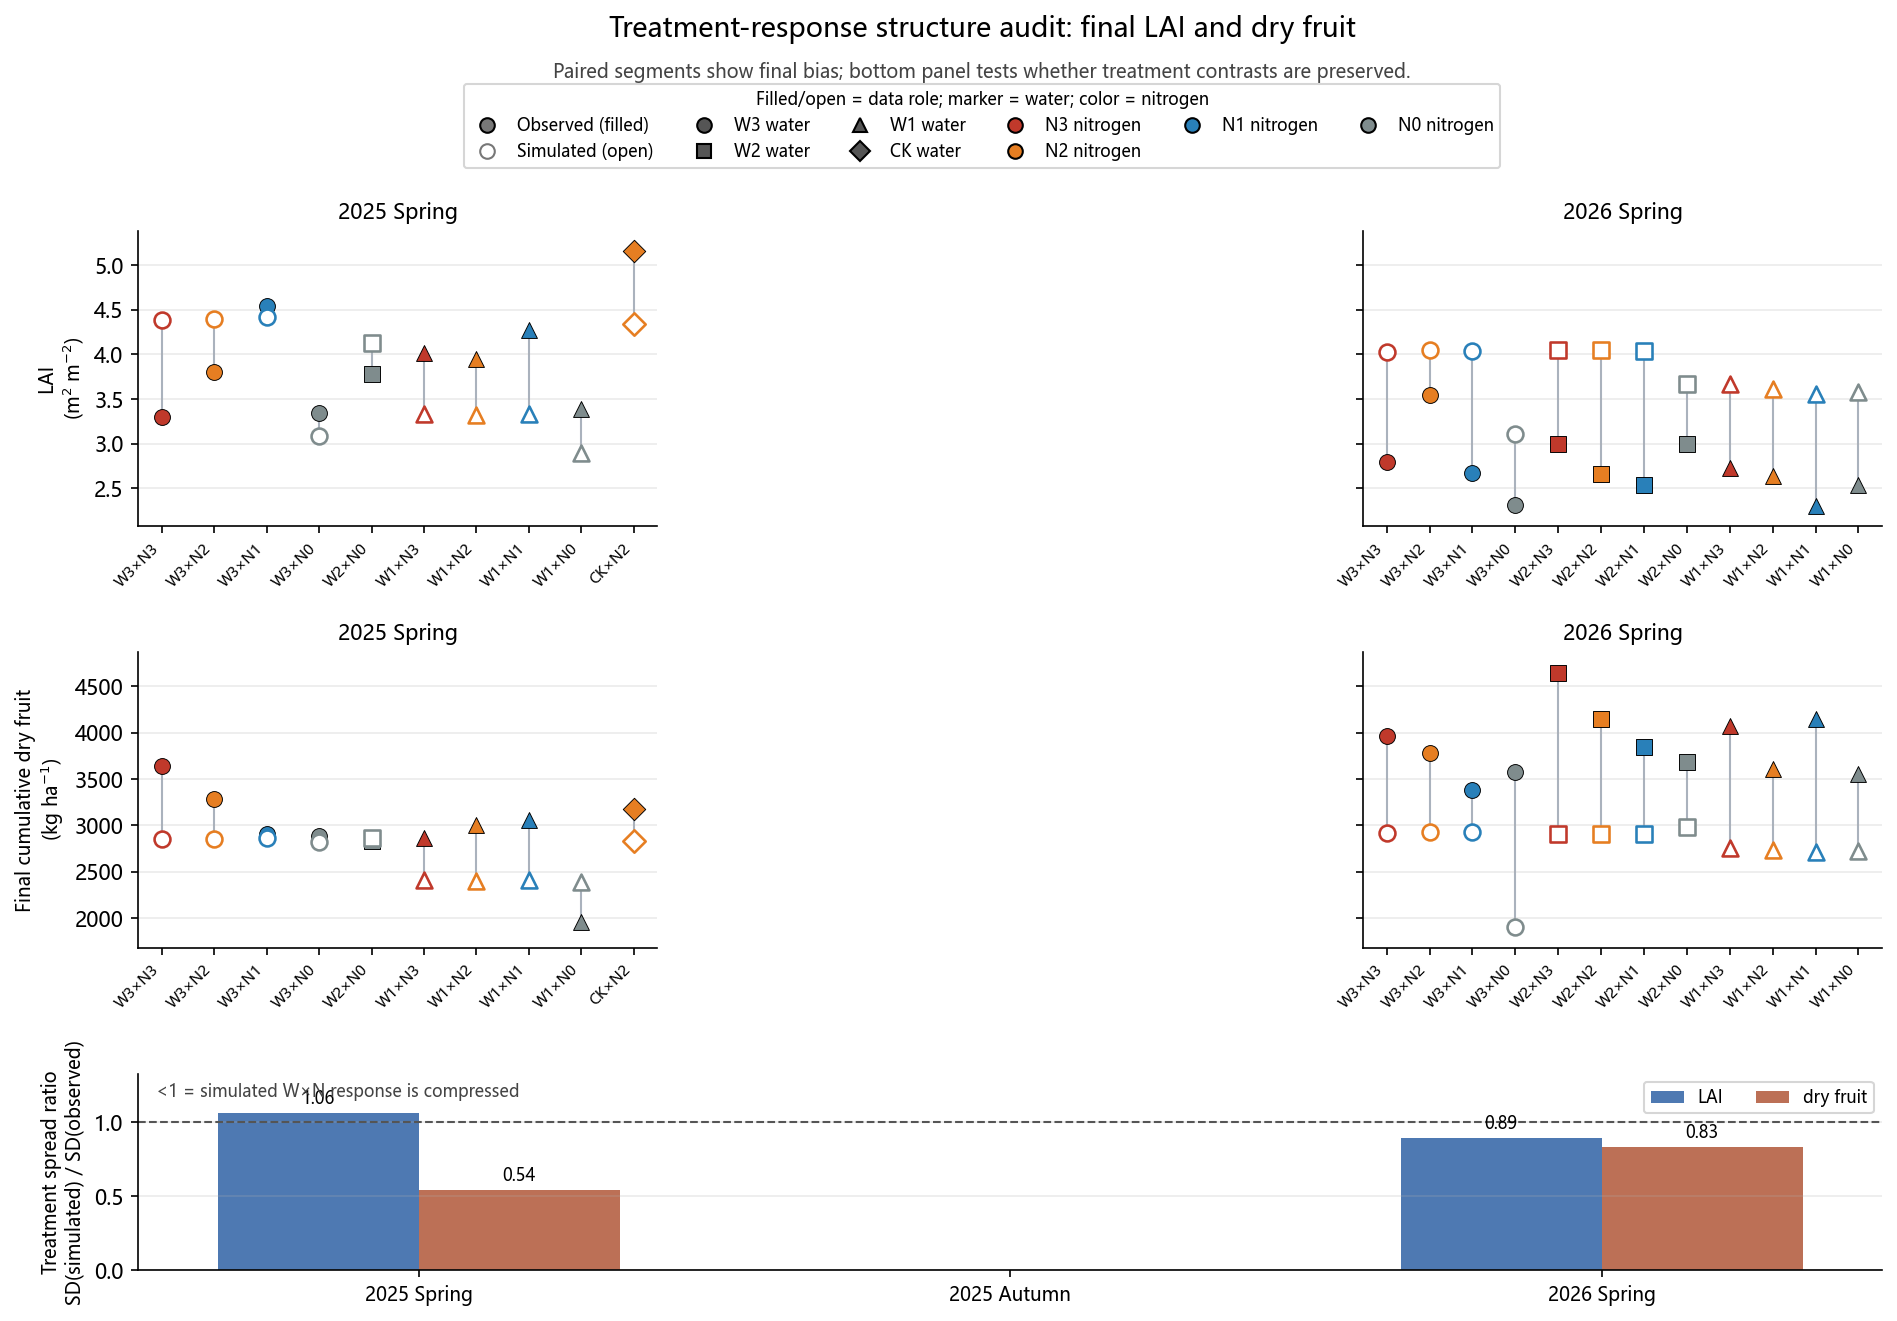 Treatment-response structure audit: final LAI and dry fruit
Paired segments show final bias; bottom panel tests whether treatment contrasts are preserved.
Filled/open = data role; marker = water; color = nitrogen
Observed (filled) W3 water W1 water N3 nitrogen N1 nitrogen N0 nitrogen
Simulated (open) W2 water CK water N2 nitrogen
2025 Spring
LAI
(m² m⁻²)
5.0
4.5
4.0
3.5
3.0
2.5
W3×N3 W3×N2 W3×N1 W3×N0 W2×N0 W1×N3 W1×N2 W1×N1 W1×N0 CK×N2
2026 Spring
W3×N3 W3×N2 W3×N1 W3×N0 W2×N3 W2×N2 W2×N1 W2×N0 W1×N3 W1×N2 W1×N1 W1×N0
2025 Spring
Final cumulative dry fruit
(kg ha⁻¹)
4500
4000
3500
3000
2500
2000
W3×N3 W3×N2 W3×N1 W3×N0 W2×N0 W1×N3 W1×N2 W1×N1 W1×N0 CK×N2
2026 Spring
W3×N3 W3×N2 W3×N1 W3×N0 W2×N3 W2×N2 W2×N1 W2×N0 W1×N3 W1×N2 W1×N1 W1×N0
Treatment spread ratio
SD(simulated) / SD(observed)
<1 = simulated W×N response is compressed
LAI dry fruit
1.0
0.5
0.0
1.06
0.54
0.89
0.83
2025 Spring 2025 Autumn 2026 Spring